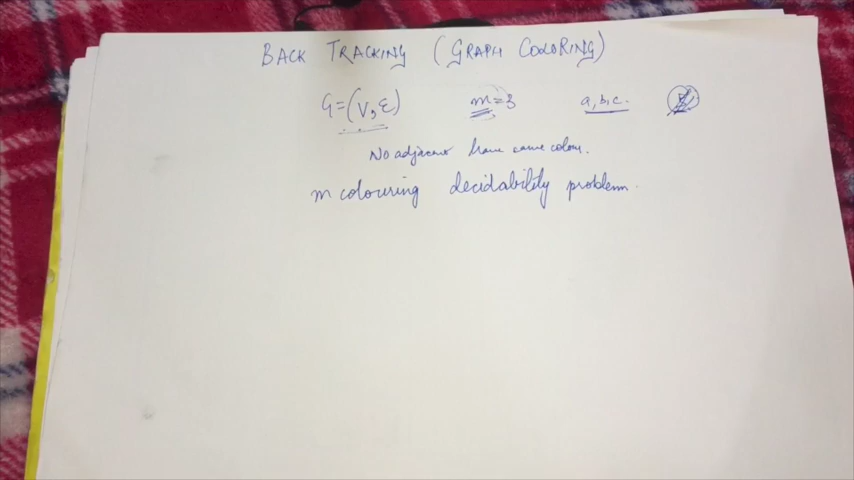 BACK TRACKING (GRAPH COLORING)
G=(V,E) m=3 a,b,c.
No adjacent have same colour.
m colouring decidability problem.